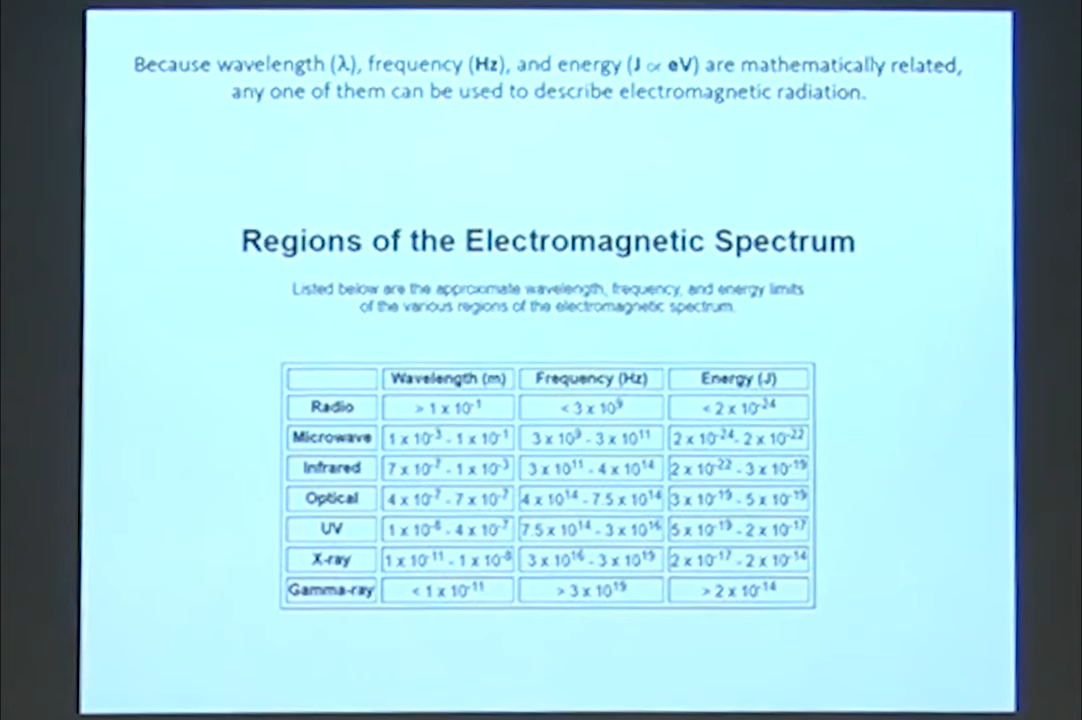 Because wavelength (λ), frequency (Hz), and energy (J or eV) are mathematically related,
any one of them can be used to describe electromagnetic radiation.
Regions of the Electromagnetic Spectrum
Listed below are the approximate wavelength, frequency, and energy limits
of the various regions of the electromagnetic spectrum.
Wavelength (m) Frequency (Hz) Energy (J)
Radio > 1 x 10⁻¹ < 3 x 10⁹ < 2 x 10⁻²⁴
Microwave 1 x 10⁻³ - 1 x 10⁻¹ 3 x 10⁹ - 3 x 10¹¹ 2 x 10⁻²⁴ - 2 x 10⁻²²
Infrared 7 x 10⁻⁷ - 1 x 10⁻³ 3 x 10¹¹ - 4 x 10¹⁴ 2 x 10⁻²² - 3 x 10⁻¹⁹
Optical 4 x 10⁻⁷ - 7 x 10⁻⁷ 4 x 10¹⁴ - 7.5 x 10¹⁴ 3 x 10⁻¹⁹ - 5 x 10⁻¹⁹
UV 1 x 10⁻⁸ - 4 x 10⁻⁷ 7.5 x 10¹⁴ - 3 x 10¹⁶ 5 x 10⁻¹⁹ - 2 x 10⁻¹⁷
X-ray 1 x 10⁻¹¹ - 1 x 10⁻⁸ 3 x 10¹⁶ - 3 x 10¹⁹ 2 x 10⁻¹⁷ - 2 x 10⁻¹⁴
Gamma-ray < 1 x 10⁻¹¹ > 3 x 10¹⁹ > 2 x 10⁻¹⁴